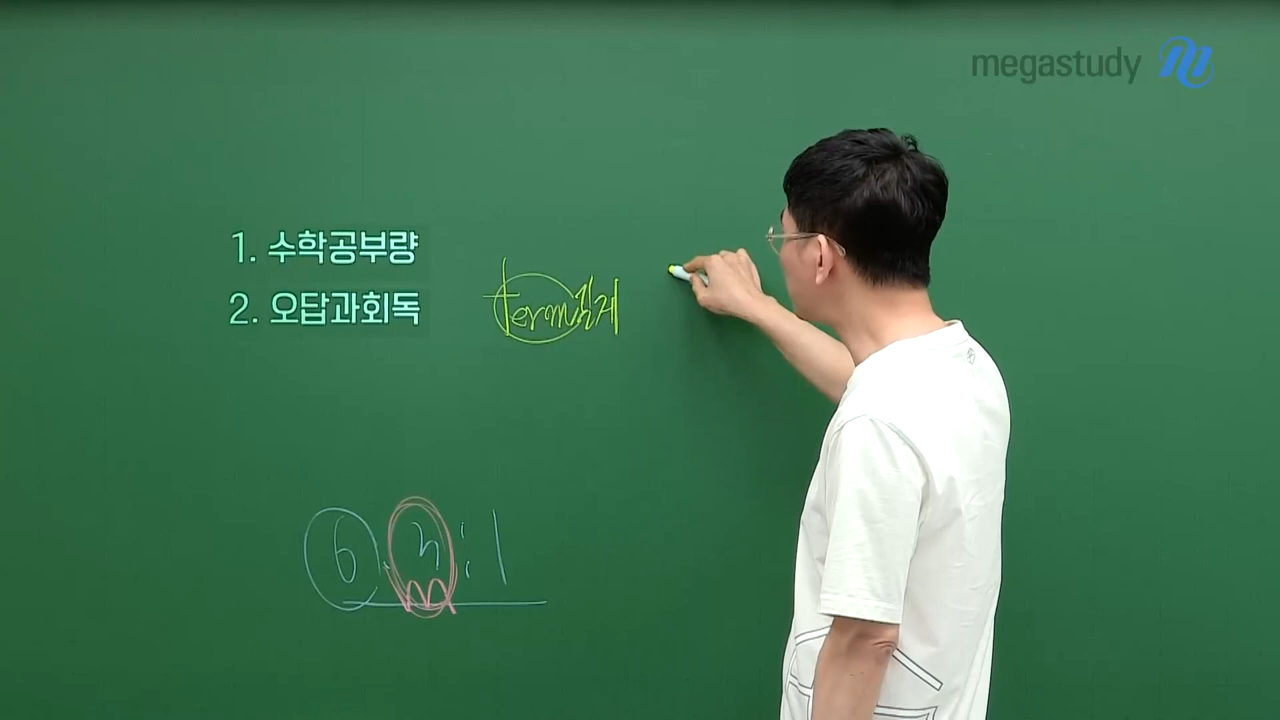 megastudy
1. 수학공부량
2. 오답과회독
term길게
6 : 1